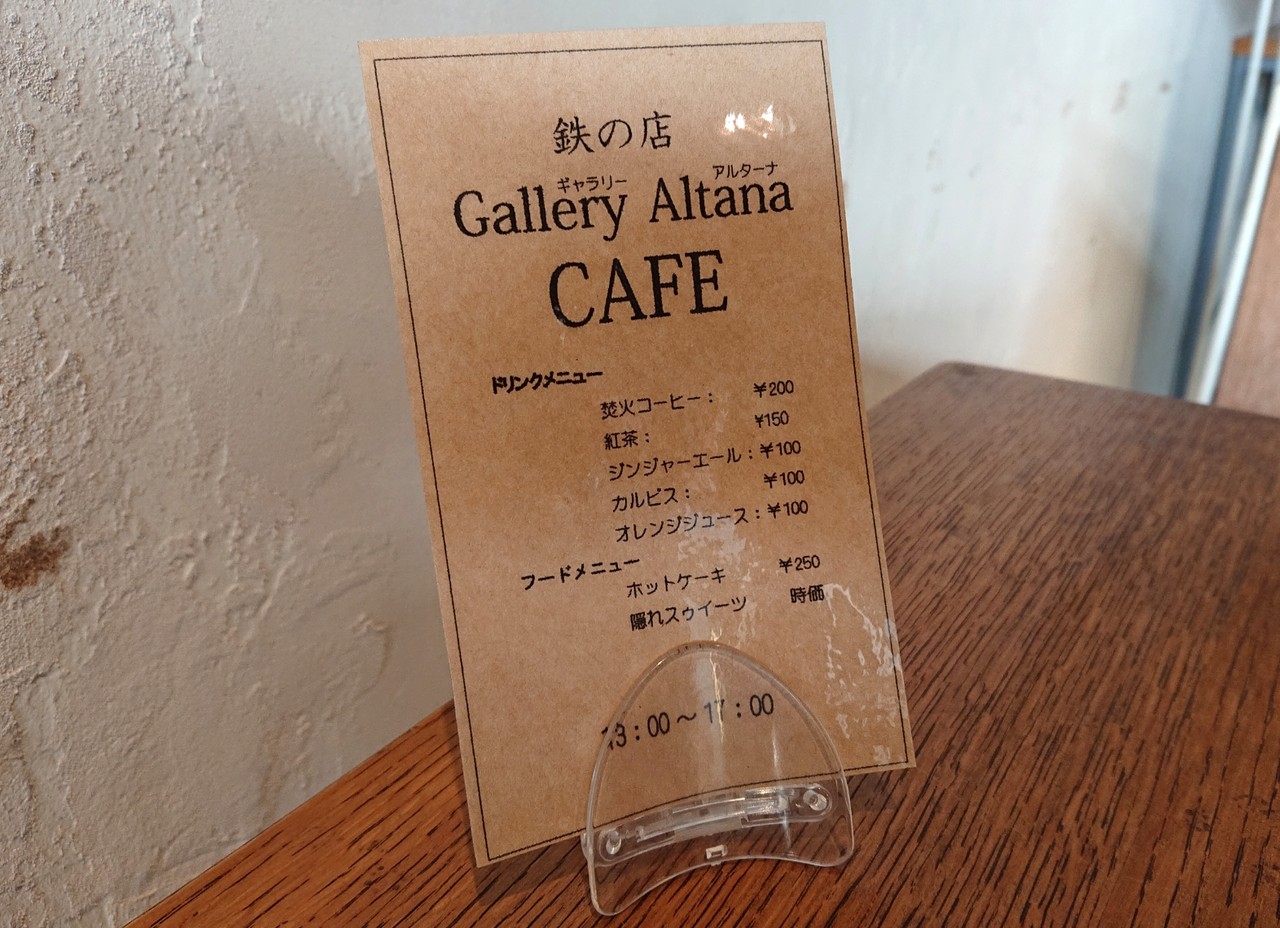 鉄の店
ギャラリー アルターナ
Gallery Altana
CAFE
ドリンクメニュー
焚火コーヒー： ￥200
紅茶： ￥150
ジンジャーエール：￥100
カルピス： ￥100
オレンジジュース：￥100
フードメニュー
ホットケーキ ￥250
隠れスゥイーツ 時価
13：00～17：00